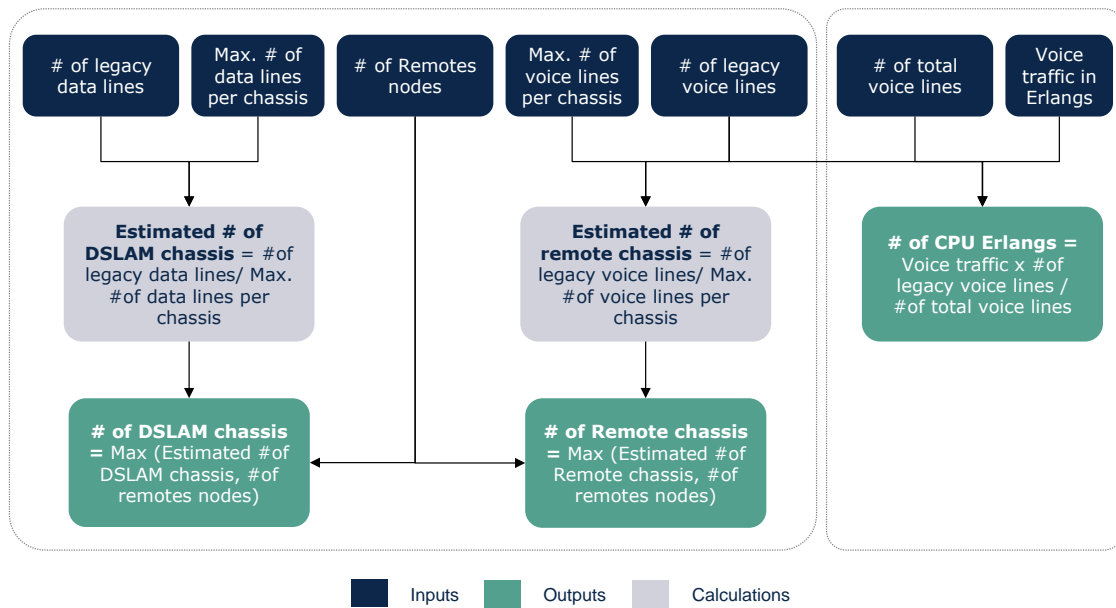 # of legacy
data lines
Max. # of
data lines
per chassis
# of Remotes
nodes
Max. # of
voice lines
per chassis
# of legacy
voice lines
# of total
voice lines
Voice
traffic in
Erlangs
Estimated # of
DSLAM chassis = #of
legacy data lines/ Max.
#of data lines per
chassis
Estimated # of
remote chassis = #of
legacy voice lines/ Max.
#of voice lines per
chassis
# of CPU Erlangs =
Voice traffic x #of
legacy voice lines /
#of total voice lines
# of DSLAM chassis
= Max (Estimated #of
DSLAM chassis, #of
remotes nodes)
# of Remote chassis
= Max (Estimated #of
Remote chassis, #of
remotes nodes)
Inputs
Outputs
Calculations